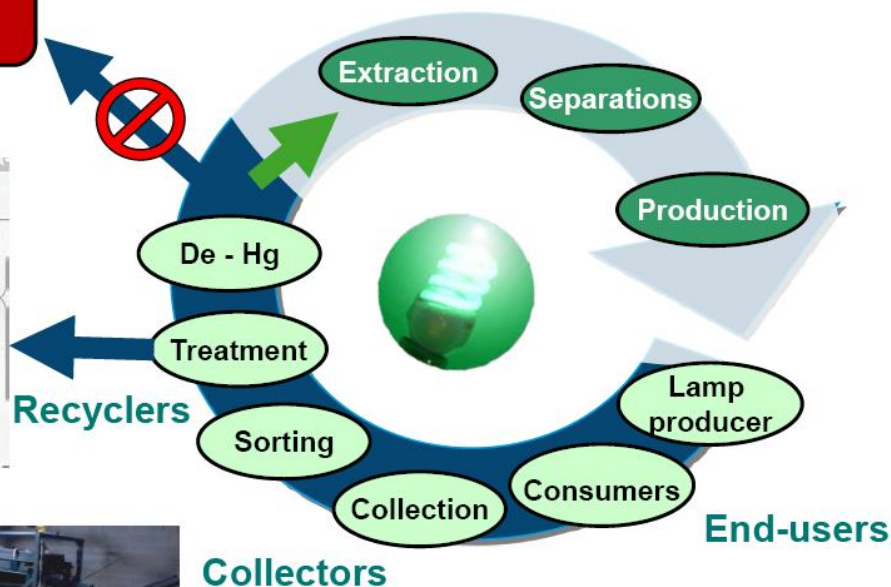 Extraction
Separations
Production
De - Hg
Treatment
Recyclers
Sorting
Collection
Consumers
Lamp
producer
End-users
Collectors